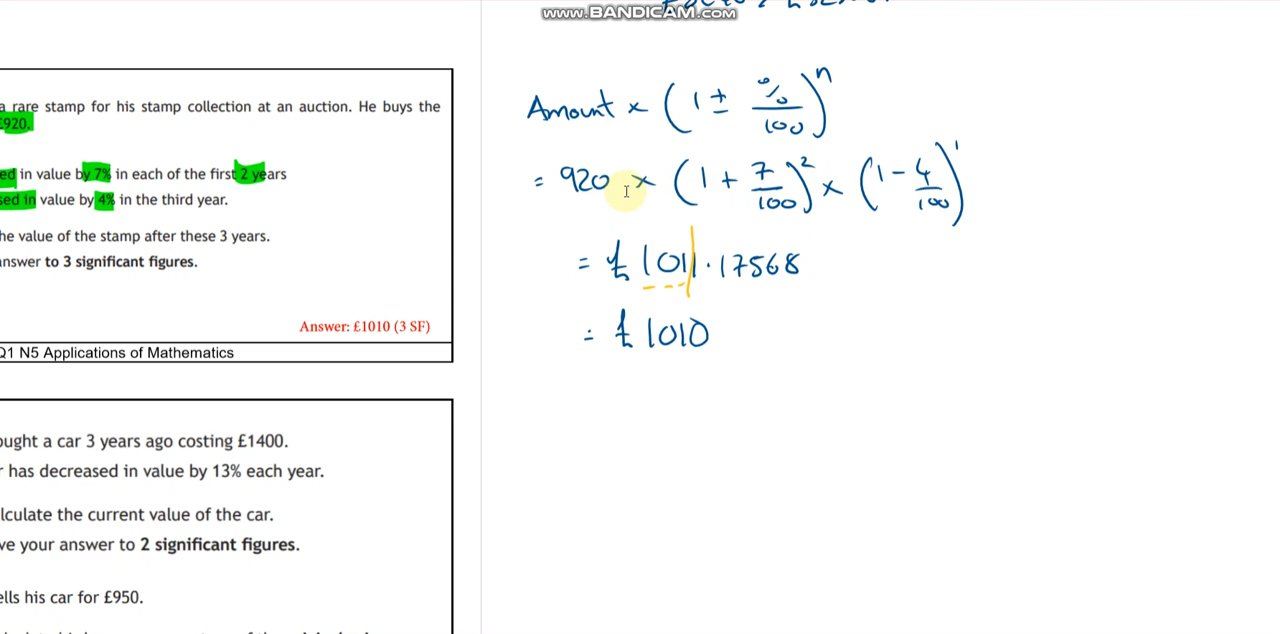 www.BANDICAM.com
a rare stamp for his stamp collection at an auction. He buys the
£920.
ed in value by 7% in each of the first 2 years
sed in value by 4% in the third year.
he value of the stamp after these 3 years.
answer to 3 significant figures.
Answer: £1010 (3 SF)
Q1 N5 Applications of Mathematics
ought a car 3 years ago costing £1400.
r has decreased in value by 13% each year.
lculate the current value of the car.
ve your answer to 2 significant figures.
ells his car for £950.
Amount × (1 ± %/100)^n
= 920 × (1 + 7/100)^2 × (1 - 4/100)^1
= £1011.17568
= £1010